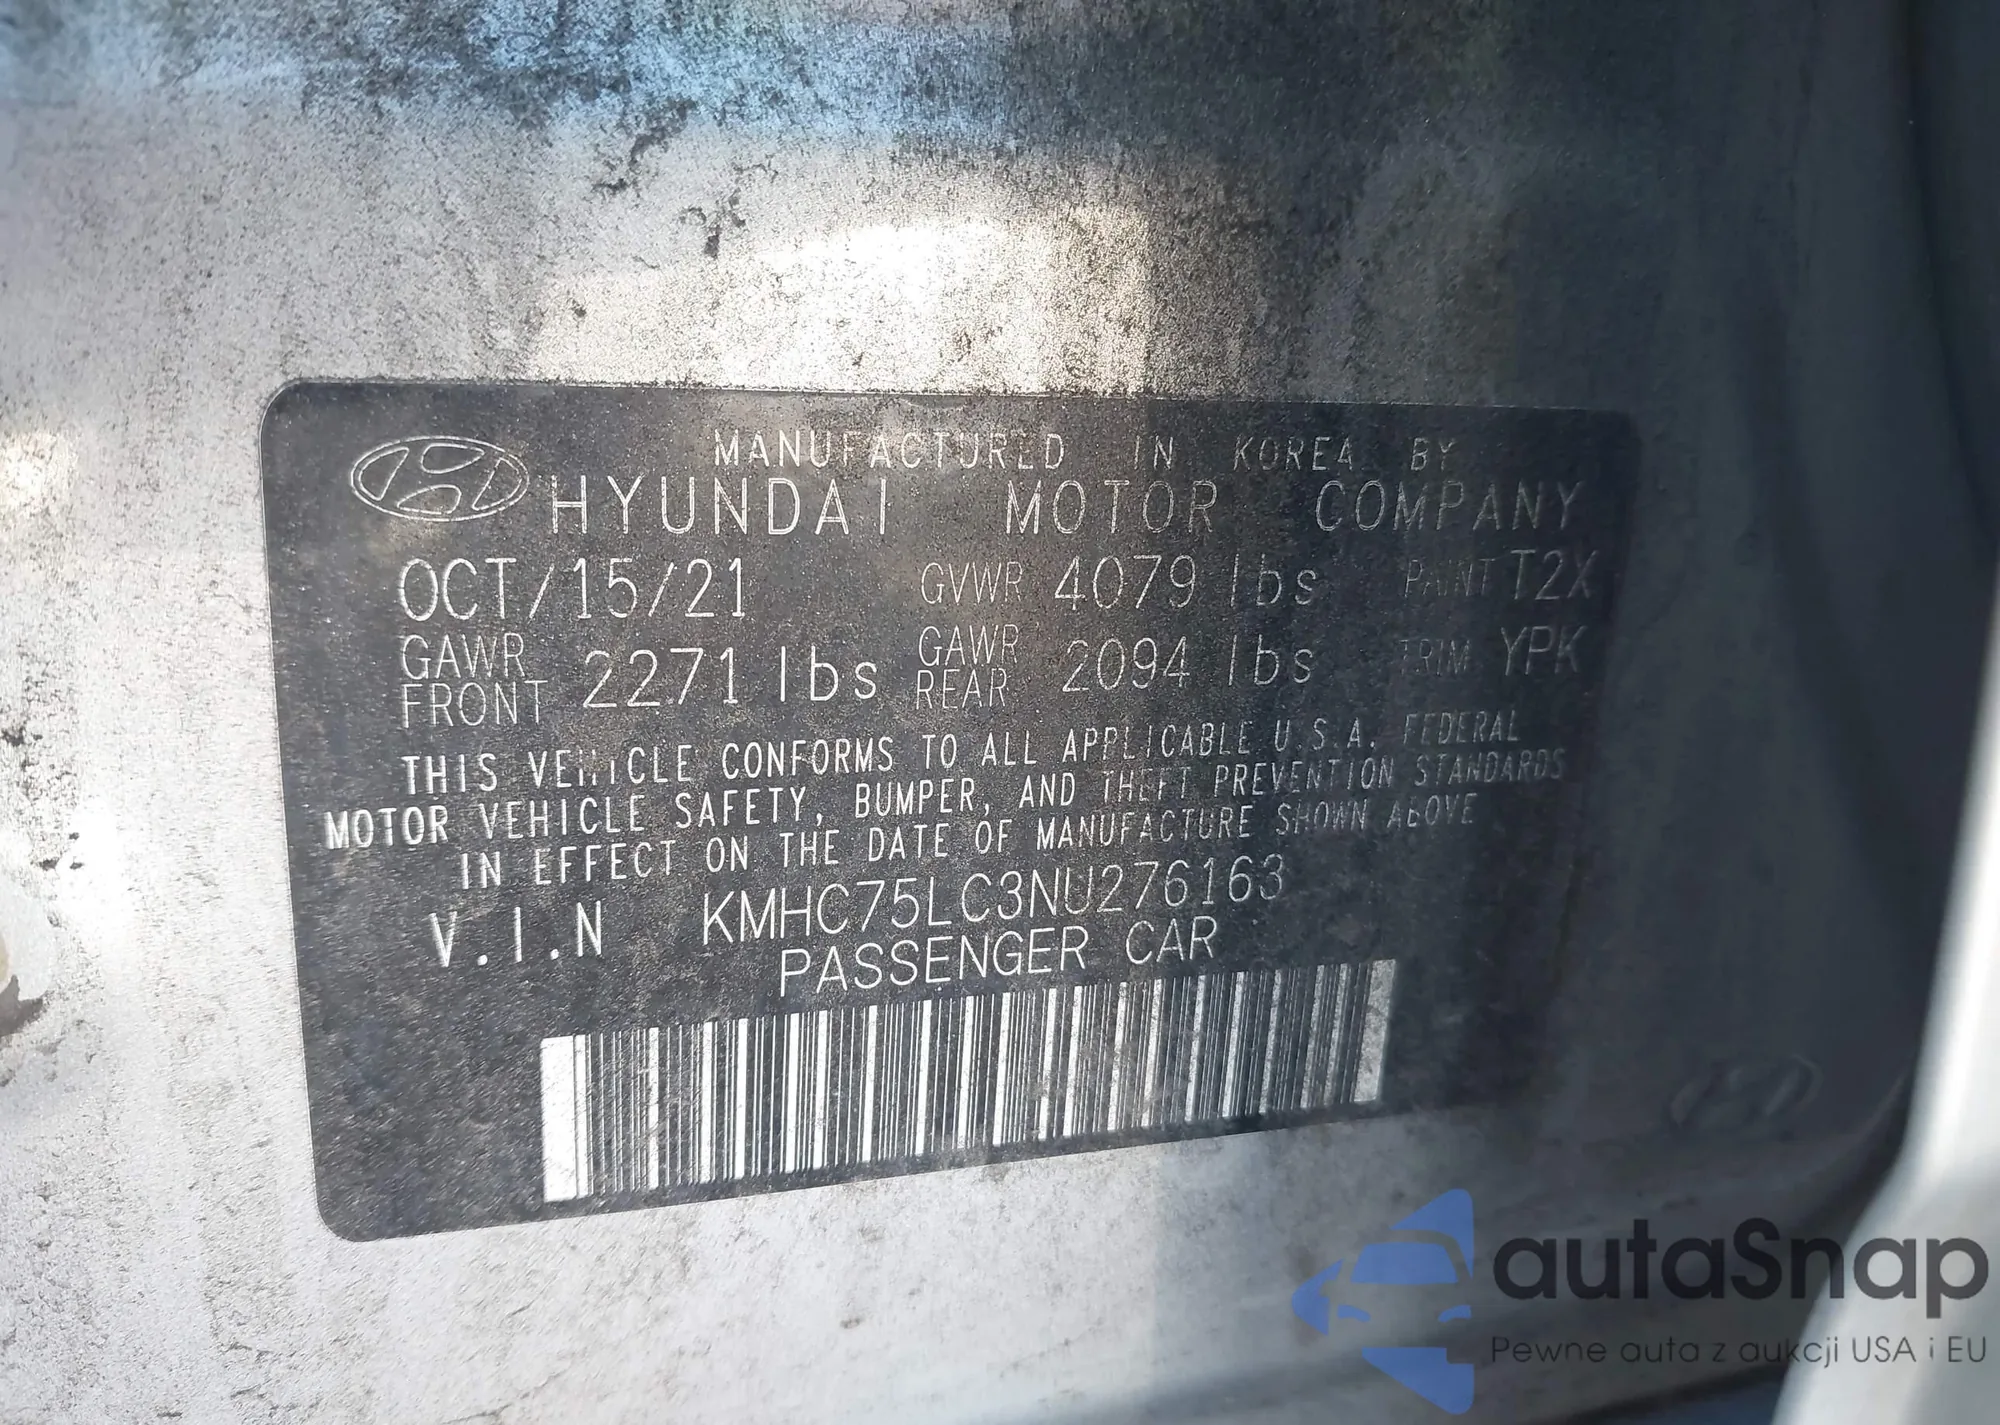 MANUFACTURED IN KOREA BY
HYUNDAI MOTOR COMPANY
OCT/15/21 GVWR 4079 lbs PAINT T2X
GAWR FRONT 2271 lbs GAWR REAR 2094 lbs TRIM YPK
THIS VEHICLE CONFORMS TO ALL APPLICABLE U.S.A. FEDERAL
MOTOR VEHICLE SAFETY, BUMPER, AND THEFT PREVENTION STANDARDS
IN EFFECT ON THE DATE OF MANUFACTURE SHOWN ABOVE
V.I.N KMHC75LC3NU276163
PASSENGER CAR
autaSnap
Pewne auta z aukcji USA i EU